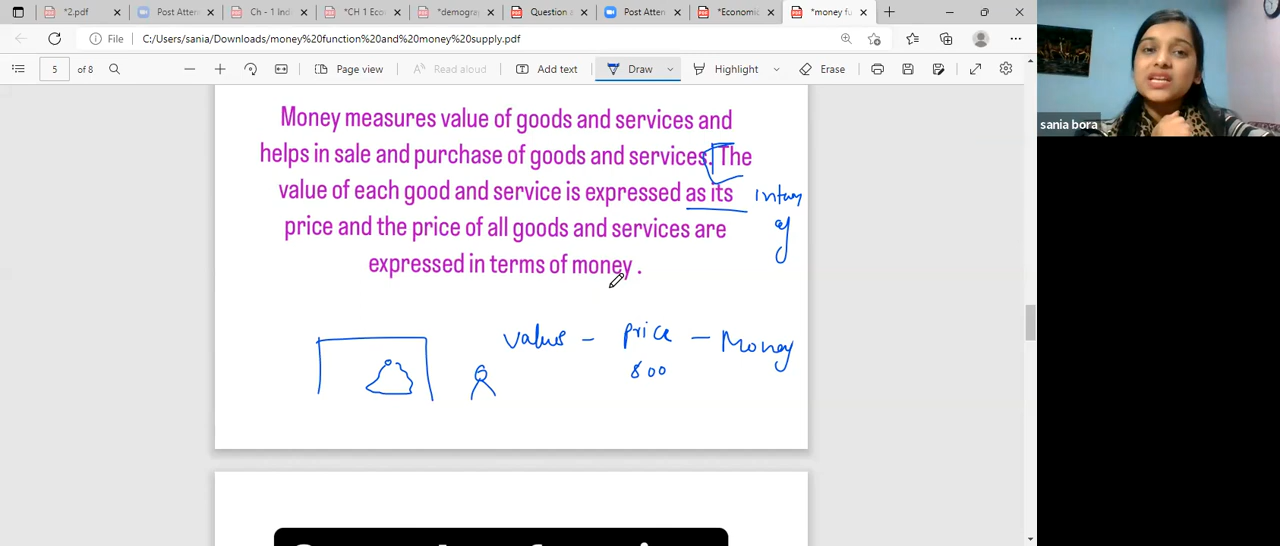 *2.pdf
Post Atten
Ch - 1 Indi
*CH 1 Eco
*demogra
Question a
Post Atten
*Economic
*money fu
File
C:/Users/sania/Downloads/money%20function%20and%20money%20supply.pdf
5 of 8
Page view
Read aloud
Add text
Draw
Highlight
Erase
sania bora
Money measures value of goods and services and
helps in sale and purchase of goods and services. The
value of each good and service is expressed as its
price and the price of all goods and services are
expressed in terms of money .
of
value - price - Money
800